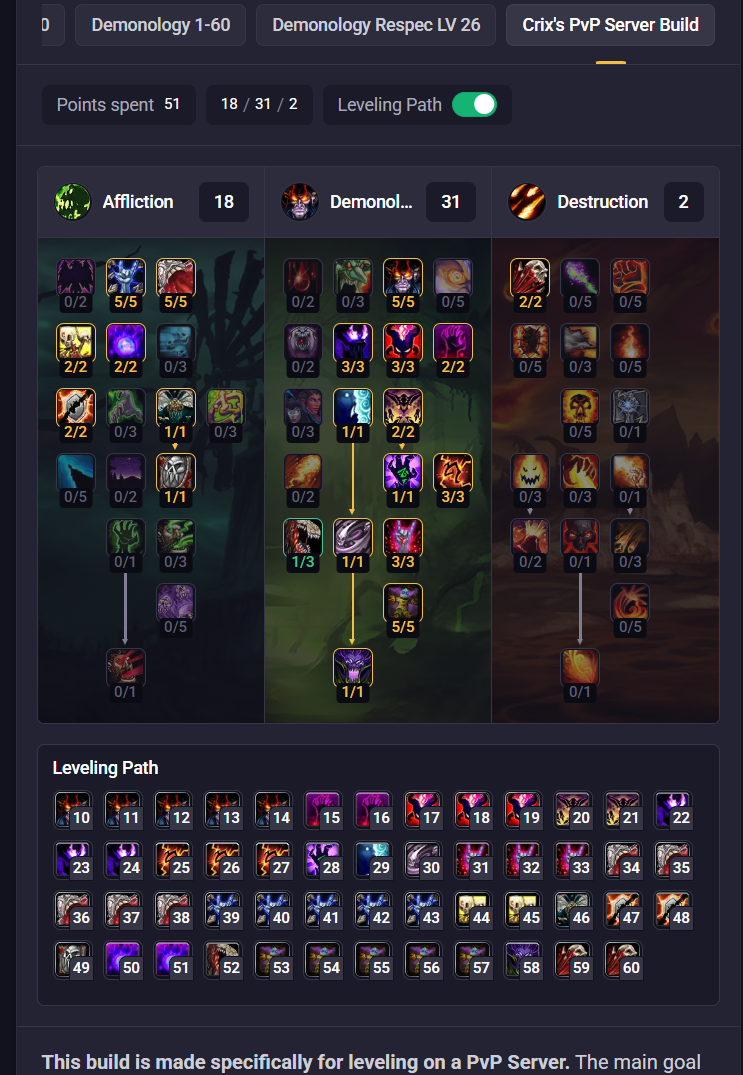 0
Demonology 1-60
Demonology Respec LV 26
Crix's PvP Server Build
Points spent 51
18 / 31 / 2
Leveling Path
Affliction 18
Demonol... 31
Destruction 2
0/2 5/5 5/5 0/2 0/3 5/5 0/5 2/2 0/5 0/5
2/2 2/2 0/3 0/2 3/3 3/3 2/2 0/5 0/3 0/5
2/2 0/3 1/1 0/3 0/3 1/1 2/2 0/5 0/1
0/5 0/2 1/1 0/2 1/1 3/3 0/3 0/3 0/1
0/1 0/3 1/3 1/1 3/3 0/2 0/1 0/3
0/5 5/5 0/5
0/1 1/1 0/1
Leveling Path
10 11 12 13 14 15 16 17 18 19 20 21 22
23 24 25 26 27 28 29 30 31 32 33 34 35
36 37 38 39 40 41 42 43 44 45 46 47 48
49 50 51 52 53 54 55 56 57 58 59 60
This build is made specifically for leveling on a PvP Server. The main goal